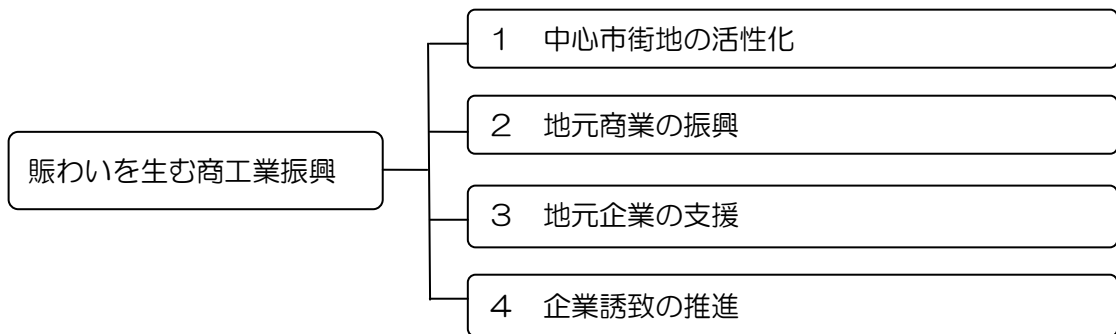 賑わいを生む商工業振興
１　中心市街地の活性化
２　地元商業の振興
３　地元企業の支援
４　企業誘致の推進